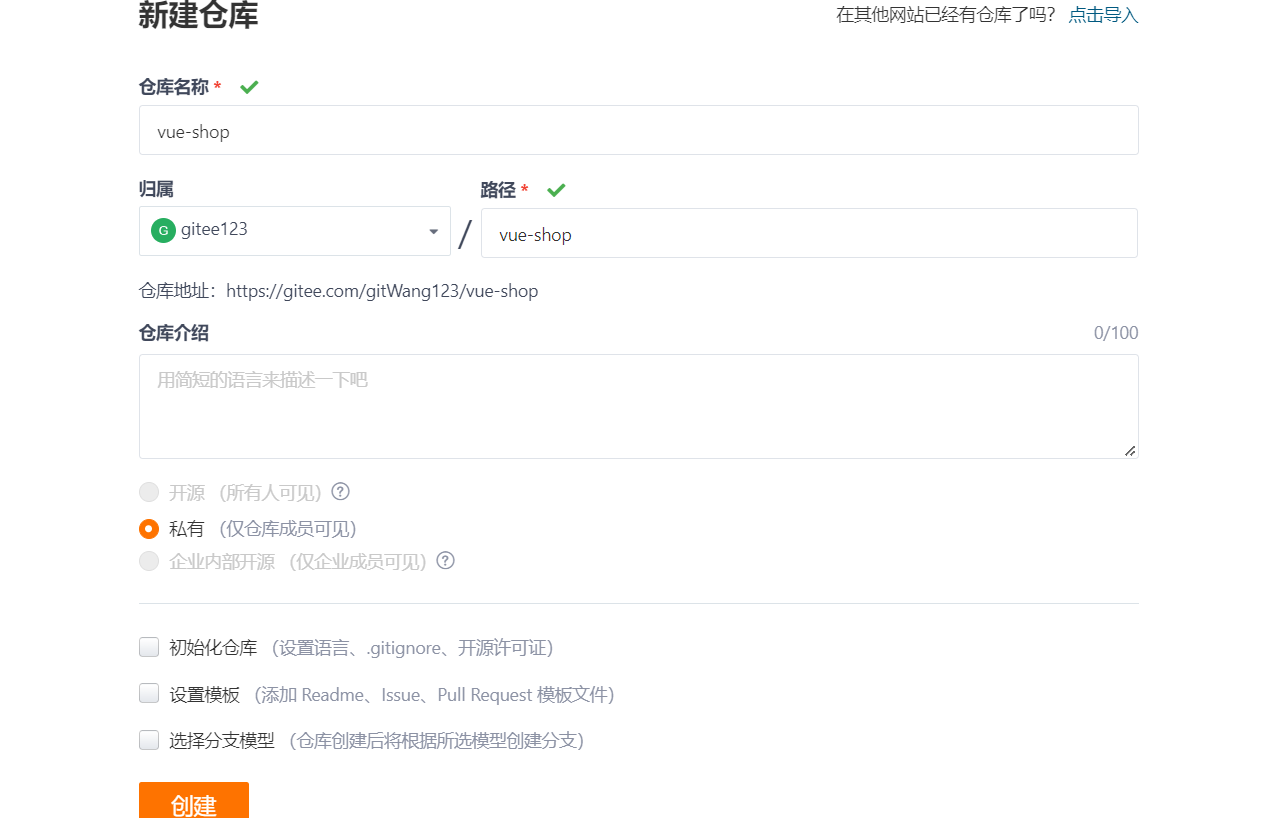 新建仓库
在其他网站已经有仓库了吗? 点击导入
仓库名称 *
vue-shop
归属 路径 *
G gitee123 / vue-shop
仓库地址：https://gitee.com/gitWang123/vue-shop
仓库介绍 0/100
用简短的语言来描述一下吧
开源 (所有人可见) ?
私有 (仅仓库成员可见)
企业内部开源 (仅企业成员可见) ?
初始化仓库 (设置语言、.gitignore、开源许可证)
设置模板 (添加 Readme、Issue、Pull Request 模板文件)
选择分支模型 (仓库创建后将根据所选模型创建分支)
创建